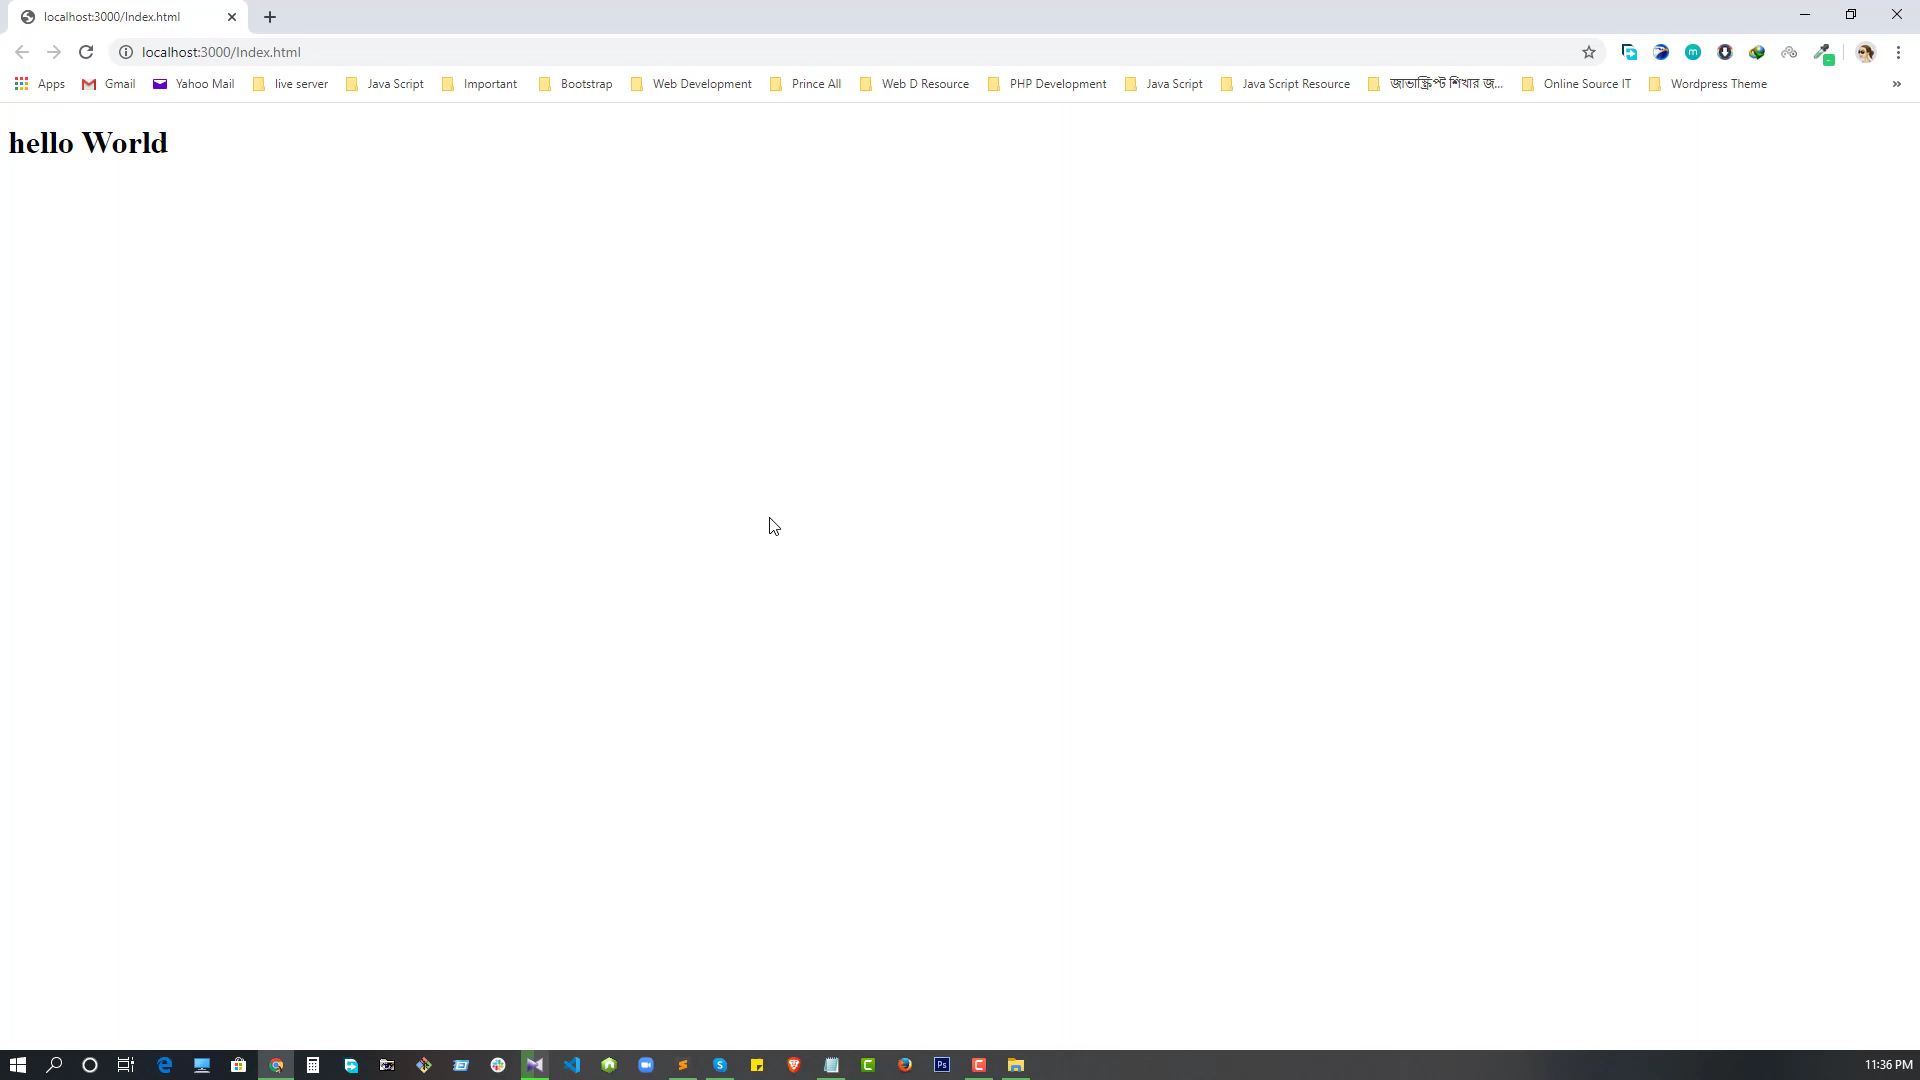 localhost:3000/Index.html
localhost:3000/Index.html
Apps Gmail Yahoo Mail live server Java Script Important Bootstrap Web Development Prince All Web D Resource PHP Development Java Script Java Script Resource জাভাস্ক্রিপ্ট শিখার জ... Online Source IT Wordpress Theme »
hello World
11:36 PM